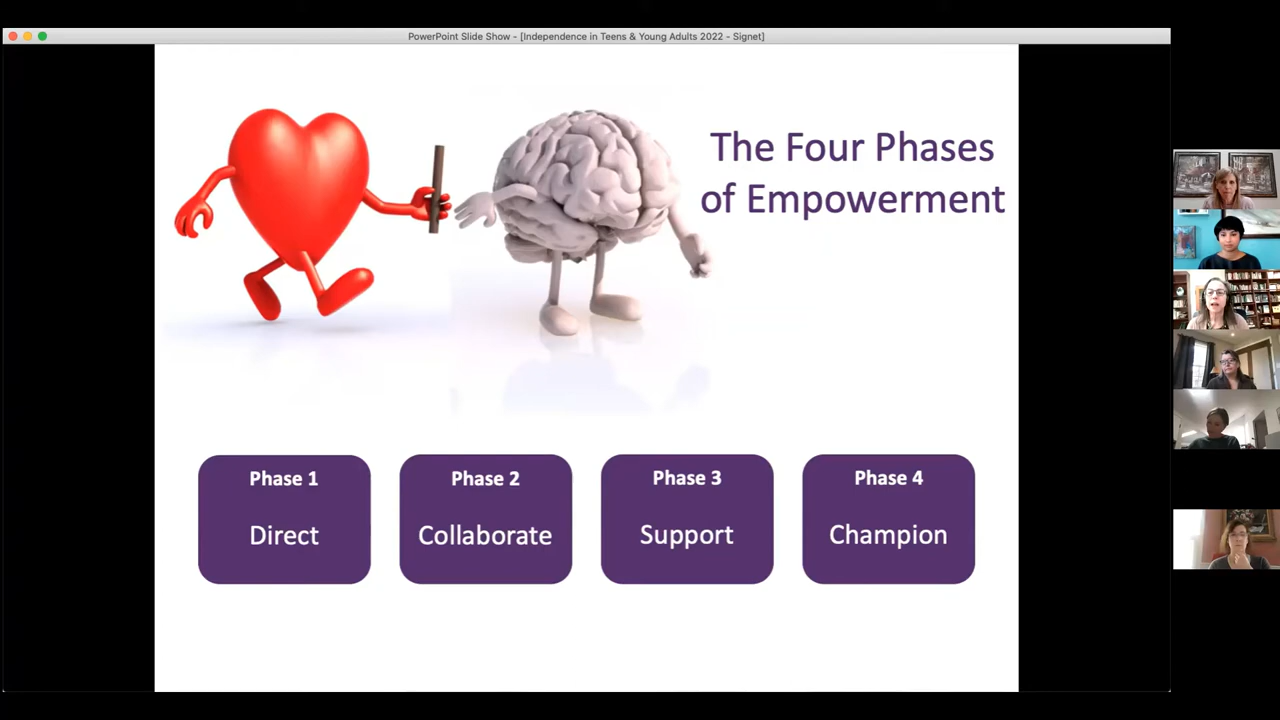 PowerPoint Slide Show - [Independence in Teens & Young Adults 2022 - Signet]
The Four Phases
of Empowerment
Phase 1
Direct
Phase 2
Collaborate
Phase 3
Support
Phase 4
Champion